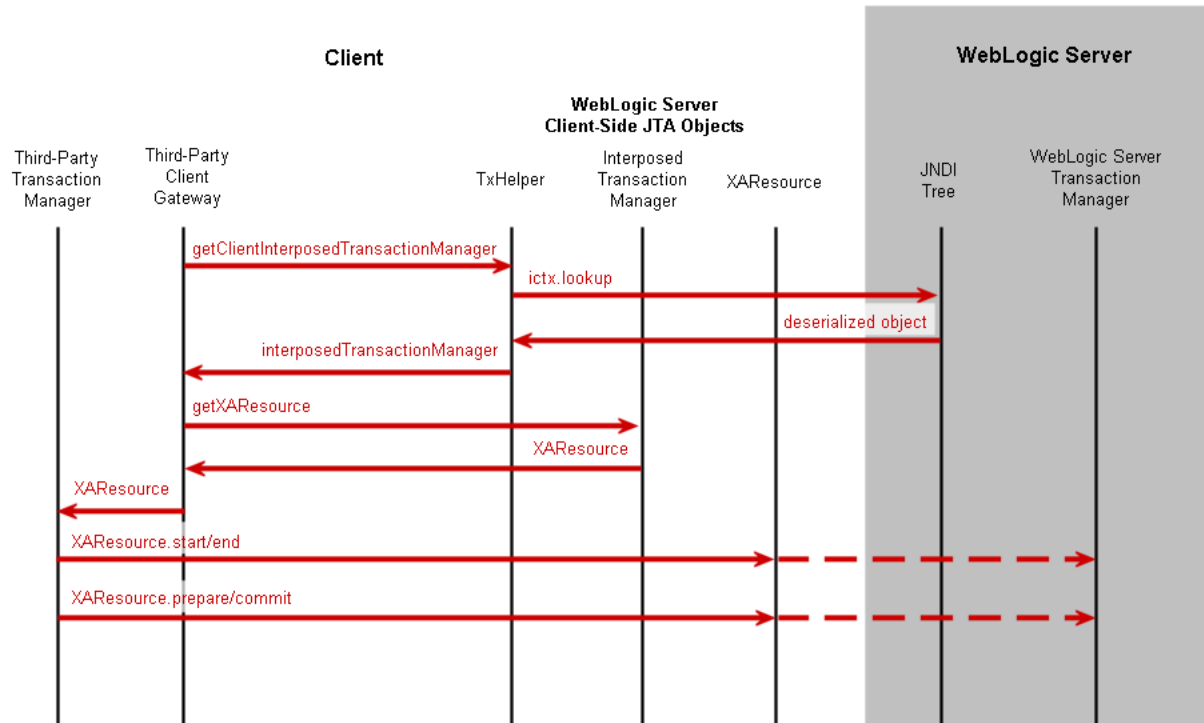 Client
WebLogic Server
WebLogic Server
Client-Side JTA Objects
Third-Party
Transaction
Manager
Third-Party
Client
Gateway
TxHelper
Interposed
Transaction
Manager
XAResource
JNDI
Tree
WebLogic Server
Transaction
Manager
getClientInterposedTransactionManager
ictx.lookup
deserialized object
interposedTransactionManager
getXAResource
XAResource
XAResource
XAResource.start/end
XAResource.prepare/commit